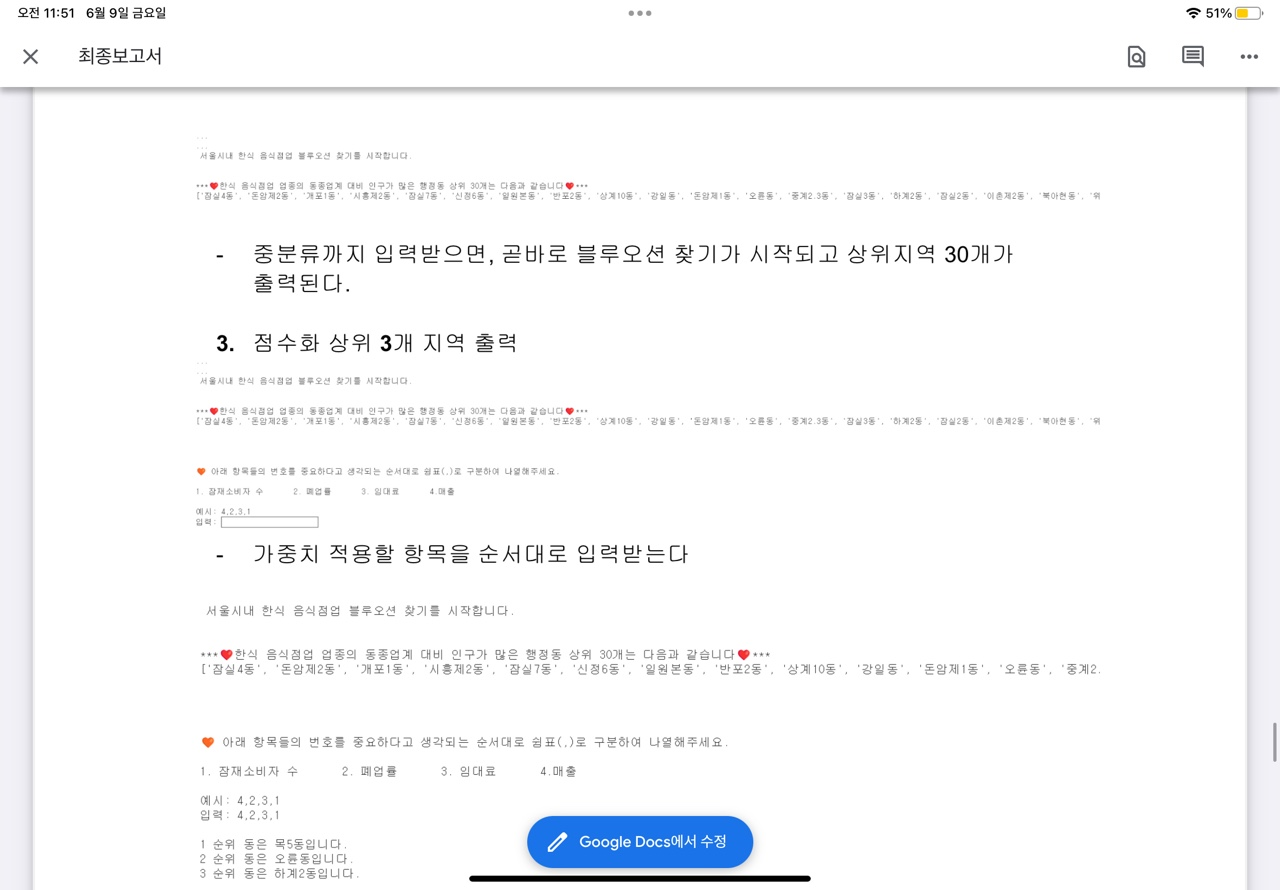 오전 11:51 6월 9일 금요일
51%
최종보고서
...
...
서울시내 한식 음식점업 블루오션 찾기를 시작합니다.
***❤한식 음식점업 업종의 동종업계 대비 인구가 많은 행정동 상위 30개는 다음과 같습니다❤***
['잠실4동', '돈암제2동', '개포1동', '시흥제2동', '잠실7동', '신정6동', '일원본동', '반포2동', '상계10동', '강일동', '돈암제1동', '오륜동', '중계2.3동', '잠실3동', '하계2동', '잠실2동', '이촌제2동', '북아현동', '위
- 중분류까지 입력받으면, 곧바로 블루오션 찾기가 시작되고 상위지역 30개가
출력된다.
3. 점수화 상위 3개 지역 출력
...
...
서울시내 한식 음식점업 블루오션 찾기를 시작합니다.
***❤한식 음식점업 업종의 동종업계 대비 인구가 많은 행정동 상위 30개는 다음과 같습니다❤***
['잠실4동', '돈암제2동', '개포1동', '시흥제2동', '잠실7동', '신정6동', '일원본동', '반포2동', '상계10동', '강일동', '돈암제1동', '오륜동', '중계2.3동', '잠실3동', '하계2동', '잠실2동', '이촌제2동', '북아현동', '위
🧡 아래 항목들의 번호를 중요하다고 생각되는 순서대로 쉼표(,)로 구분하여 나열해주세요.
1. 잠재소비자 수 2. 폐업률 3. 임대료 4.매출
예시: 4,2,3,1
입력:
- 가중치 적용할 항목을 순서대로 입력받는다
서울시내 한식 음식점업 블루오션 찾기를 시작합니다.
***❤한식 음식점업 업종의 동종업계 대비 인구가 많은 행정동 상위 30개는 다음과 같습니다❤***
['잠실4동', '돈암제2동', '개포1동', '시흥제2동', '잠실7동', '신정6동', '일원본동', '반포2동', '상계10동', '강일동', '돈암제1동', '오륜동', '중계2.
🧡 아래 항목들의 번호를 중요하다고 생각되는 순서대로 쉼표(,)로 구분하여 나열해주세요.
1. 잠재소비자 수 2. 폐업률 3. 임대료 4.매출
예시: 4,2,3,1
입력: 4,2,3,1
1 순위 동은 목5동입니다.
2 순위 동은 오륜동입니다.
3 순위 동은 하계2동입니다.
Google Docs에서 수정